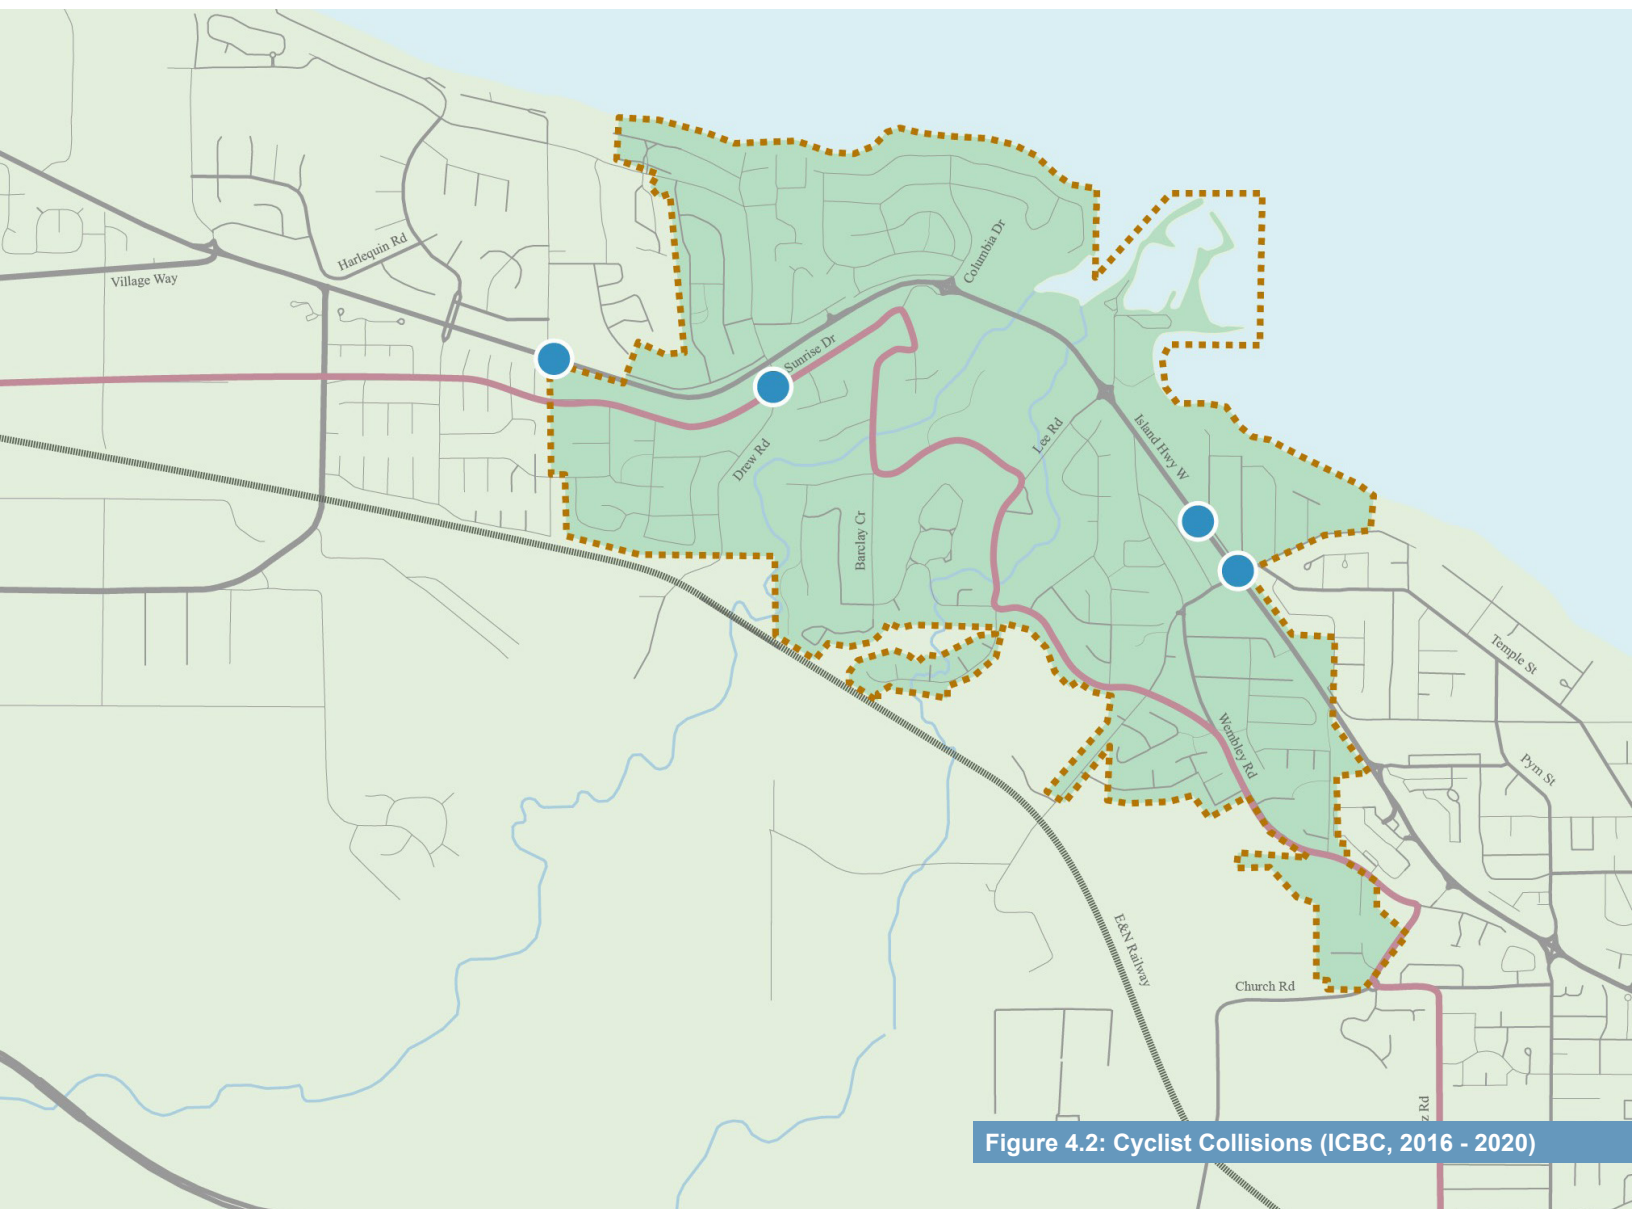 Columbia Dr
Harlequin Rd
Village Way
Sunrise Dr
Island Hwy W
Lee Rd
Drew Rd
Barclay Cr
Temple St
Wembley Rd
Pym St
E&N Railway
Church Rd
z Rd
Figure 4.2: Cyclist Collisions (ICBC, 2016 - 2020)